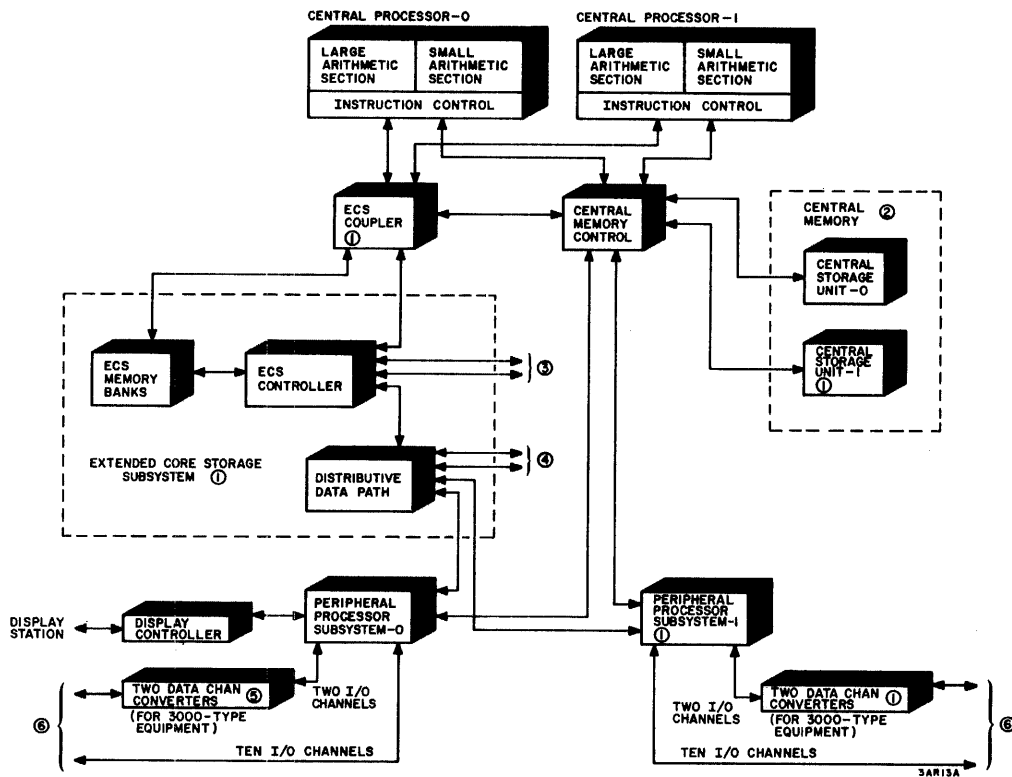 CENTRAL PROCESSOR-0
CENTRAL PROCESSOR-1
LARGE
ARITHMETIC
SECTION
SMALL
ARITHMETIC
SECTION
INSTRUCTION CONTROL
LARGE
ARITHMETIC
SECTION
SMALL
ARITHMETIC
SECTION
INSTRUCTION CONTROL
ECS
COUPLER
①
CENTRAL
MEMORY
CONTROL
CENTRAL ②
MEMORY
CENTRAL
STORAGE
UNIT-0
CENTRAL
STORAGE
UNIT-1
①
ECS
MEMORY
BANKS
ECS
CONTROLLER
③
EXTENDED CORE STORAGE
SUBSYSTEM ①
DISTRIBUTIVE
DATA PATH
④
DISPLAY
STATION
DISPLAY
CONTROLLER
PERIPHERAL
PROCESSOR
SUBSYSTEM-0
PERIPHERAL
PROCESSOR
SUBSYSTEM-1
①
TWO DATA CHAN ⑤
CONVERTERS
(FOR 3000-TYPE
EQUIPMENT)
TWO I/O
CHANNELS
⑥
TEN I/O CHANNELS
TWO I/O
CHANNELS
TWO DATA CHAN ①
CONVERTERS
(FOR 3000-TYPE
EQUIPMENT)
⑥
TEN I/O CHANNELS
3AR13A